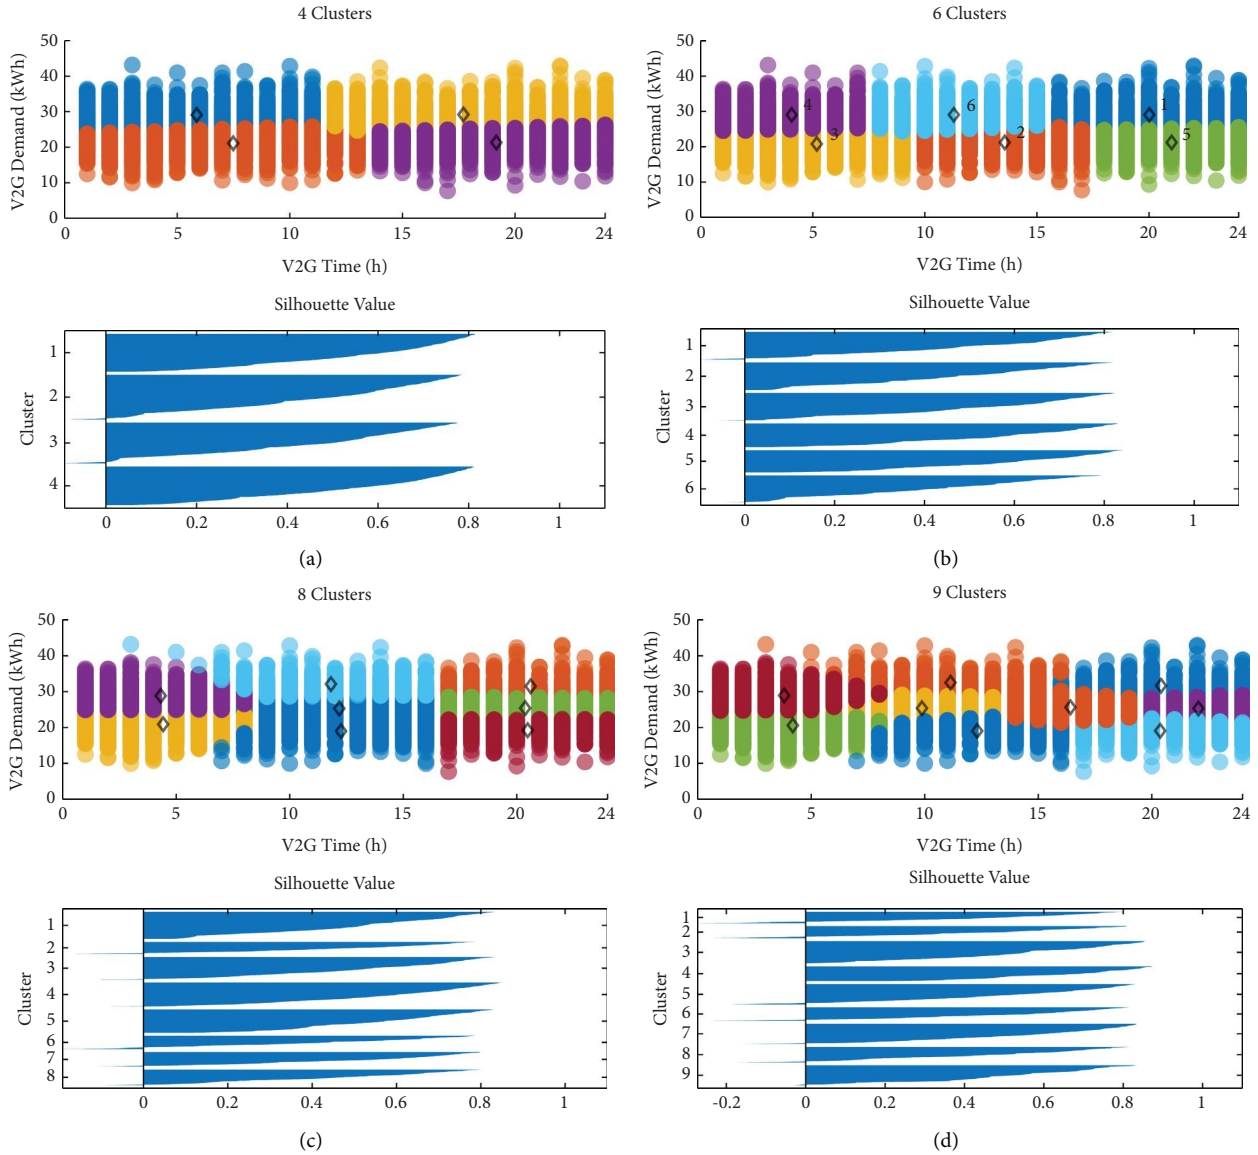 4 Clusters
V2G Demand (kWh)
50
40
30
20
10
0
0 5 10 15 20 24
V2G Time (h)
Silhouette Value
Cluster
1
2
3
4
0 0.2 0.4 0.6 0.8 1
(a)
6 Clusters
V2G Demand (kWh)
50
40
30
20
10
0
4 6 1
3 2 5
0 5 10 15 20 24
V2G Time (h)
Silhouette Value
Cluster
1
2
3
4
5
6
0 0.2 0.4 0.6 0.8 1
(b)
8 Clusters
V2G Demand (kWh)
50
40
30
20
10
0
0 5 10 15 20 24
V2G Time (h)
Silhouette Value
Cluster
1
2
3
4
5
6
7
8
0 0.2 0.4 0.6 0.8 1
(c)
9 Clusters
V2G Demand (kWh)
50
40
30
20
10
0
0 5 10 15 20 24
V2G Time (h)
Silhouette Value
Cluster
1
2
3
4
5
6
7
8
9
-0.2 0 0.2 0.4 0.6 0.8 1
(d)